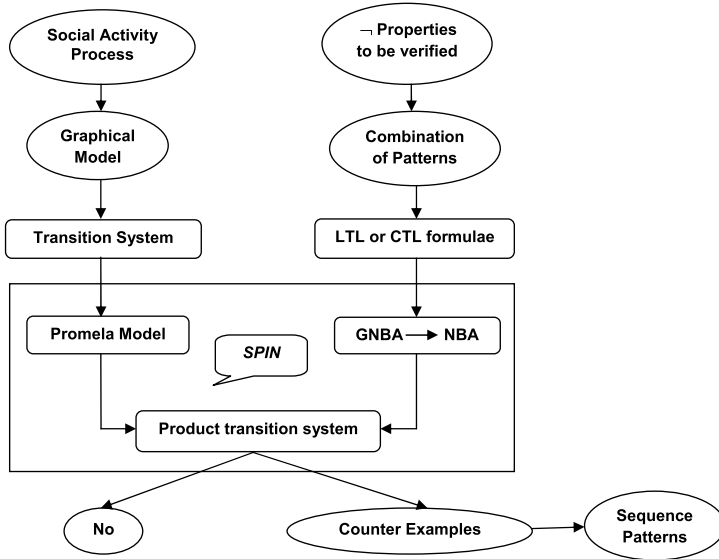 Social Activity
Process
¬ Properties
to be verified
Graphical
Model
Combination
of Patterns
Transition System
LTL or CTL formulae
Promela Model
GNBA → NBA
SPIN
Product transition system
No
Counter Examples
Sequence
Patterns